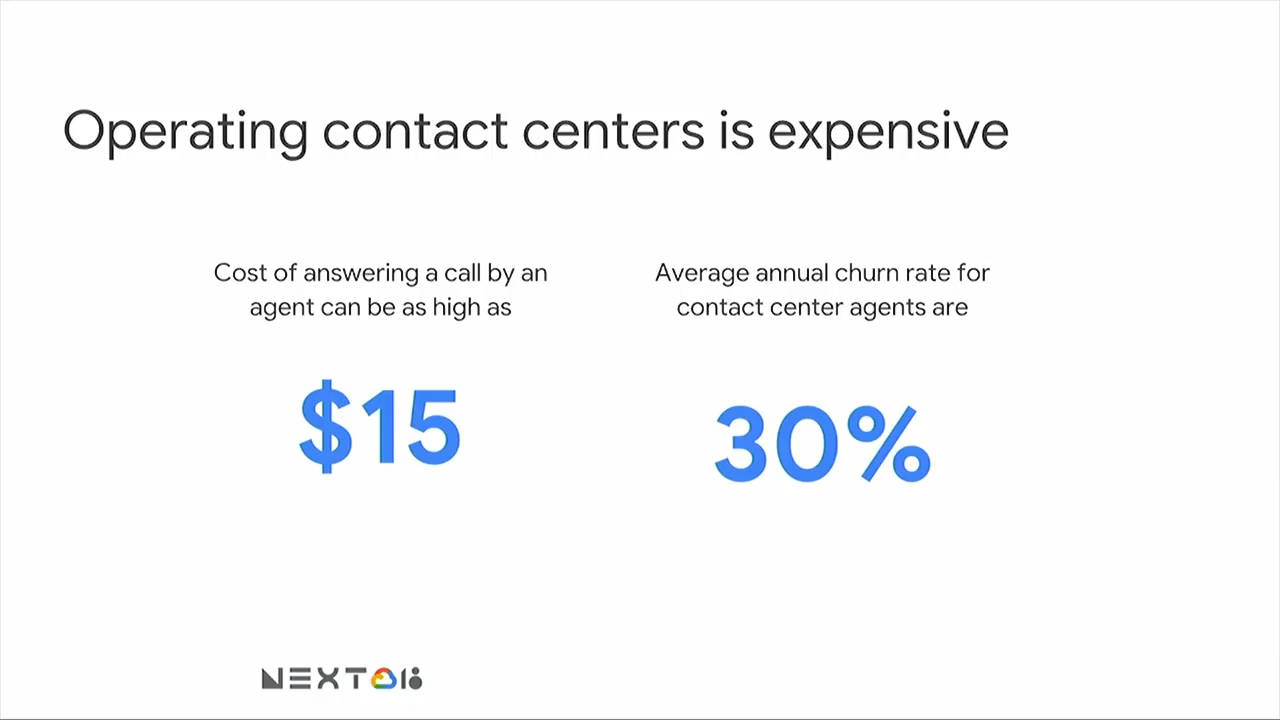 Operating contact centers is expensive
Cost of answering a call by an
agent can be as high as
$15
Average annual churn rate for
contact center agents are
30%
NEXT 18